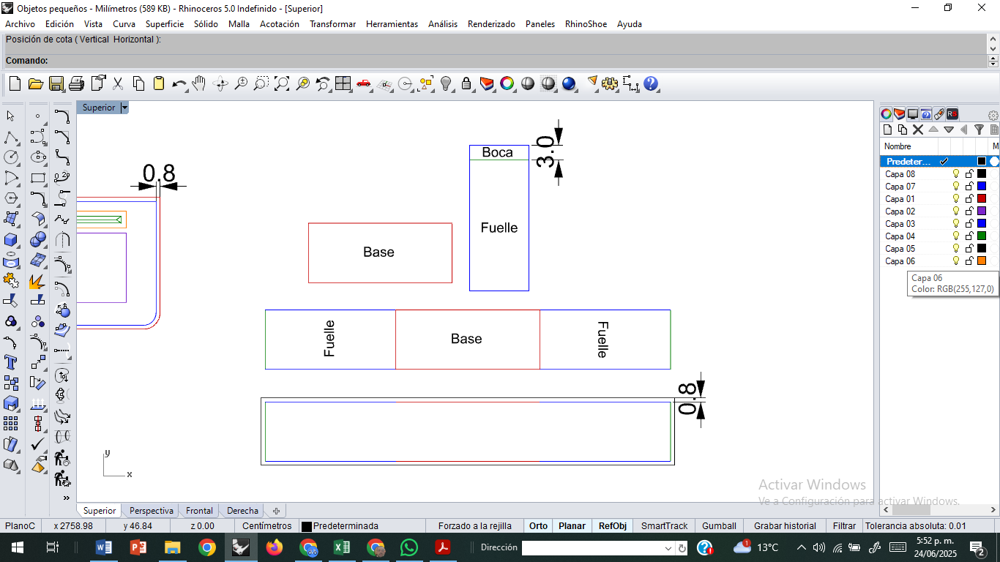 Objetos pequeños - Milímetros (589 KB) - Rhinoceros 5.0 Indefinido - [Superior]
Archivo Edición Vista Curva Superficie Sólido Malla Acotación Transformar Herramientas Análisis Renderizado Paneles RhinoShoe Ayuda
Posición de cota ( Vertical Horizontal ):
Comando:
Superior
Nombre M
Predeter...
Capa 08
Capa 07
Capa 01
Capa 02
Capa 03
Capa 04
Capa 05
Capa 06
Capa 06
Color: RGB(255,127,0)
0.8
Boca
3.0
Fuelle
Base
Fuelle
Base
Fuelle
0.8
y
x
Activar Windows
Ve a Configuración para activar Windows.
Superior Perspectiva Frontal Derecha
PlanoC x 2758.98 y 46.84 z 0.00 Centímetros Predeterminada Forzado a la rejilla Orto Planar RefObj SmartTrack Gumball Grabar historial Filtrar Tolerancia absoluta: 0.01
Dirección 13°C 5:52 p. m.
24/06/2025
2